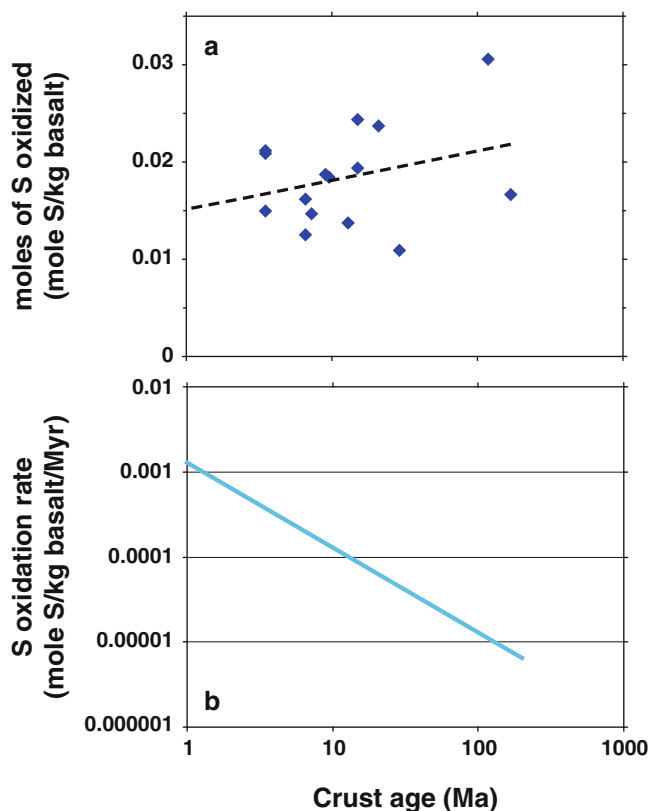 a
moles of S oxidized
(mole S/kg basalt)
0.03
0.02
0.01
0
b
S oxidation rate
(mole S/kg basalt/Myr)
0.01
0.001
0.0001
0.00001
0.000001
1
10
100
1000
Crust age (Ma)